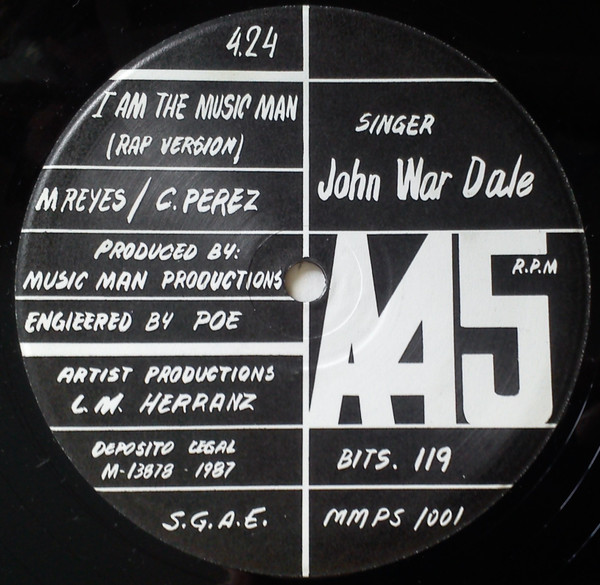 4.24
I AM THE MUSIC MAN
(RAP VERSION)
M REYES / C. PEREZ
PRODUCED BY:
MUSIC MAN PRODUCTIONS
ENGIEERED BY POE
ARTIST PRODUCTIONS
L.M. HERRANZ
DEPOSITO LEGAL
M-13878 - 1987
S.G.A.E.
SINGER
John War Dale
A45
R.P.M
BITS. 119
MMPS 1001